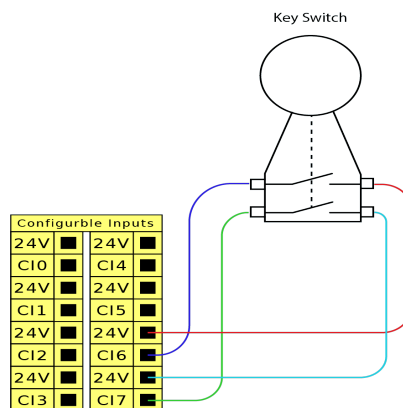 Key Switch
Configurble Inputs
24V 24V
CI0 CI4
24V 24V
CI1 CI5
24V 24V
CI2 CI6
24V 24V
CI3 CI7